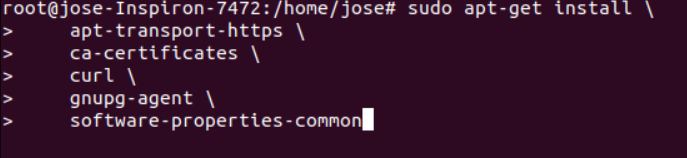 root@jose-Inspiron-7472:/home/jose# sudo apt-get install \
>     apt-transport-https \
>     ca-certificates \
>     curl \
>     gnupg-agent \
>     software-properties-common